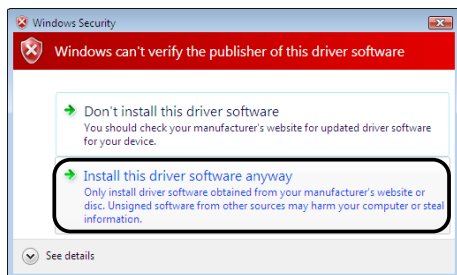 Windows Security
Windows can't verify the publisher of this driver software
Don't install this driver software
You should check your manufacturer's website for updated driver software
for your device.
Install this driver software anyway
Only install driver software obtained from your manufacturer's website or
disc. Unsigned software from other sources may harm your computer or steal
information.
See details